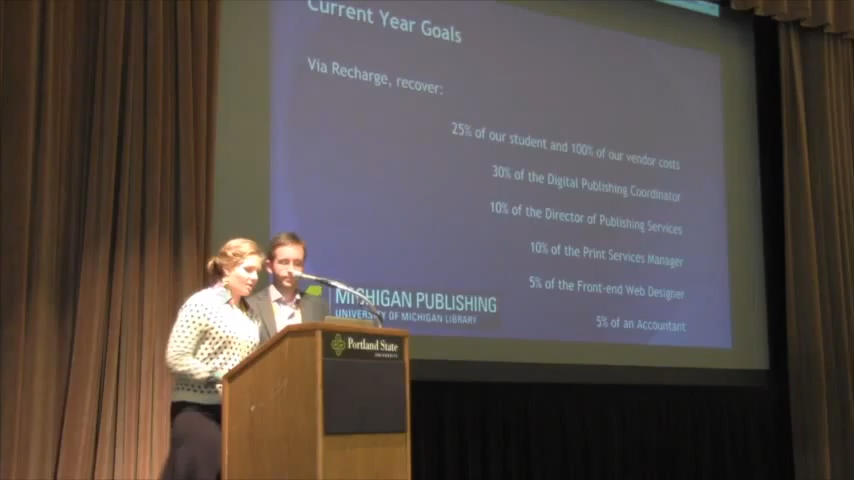 Current Year Goals
Via Recharge, recover:
25% of our student and 100% of our vendor costs
30% of the Digital Publishing Coordinator
10% of the Director of Publishing Services
10% of the Print Services Manager
5% of the Front-end Web Designer
5% of an Accountant
MICHIGAN PUBLISHING
UNIVERSITY OF MICHIGAN LIBRARY
Portland State
UNIVERSITY